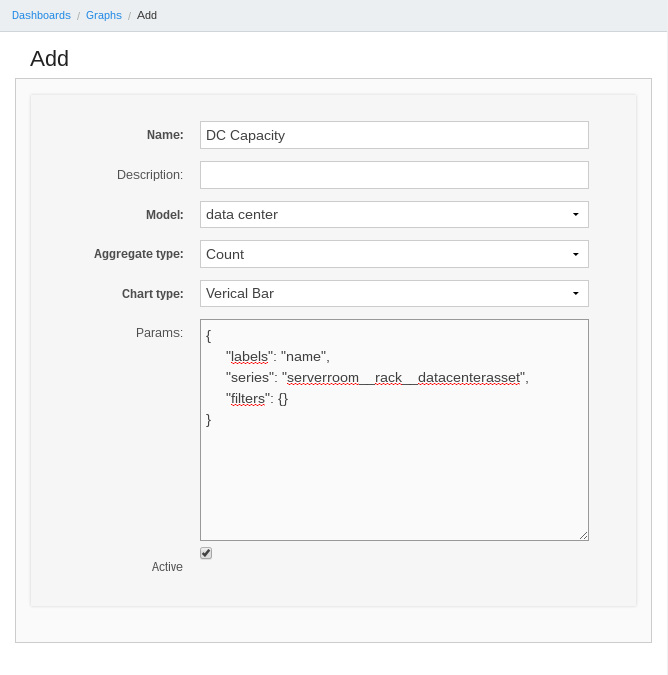 Dashboards / Graphs / Add
Add
Name: DC Capacity
Description:
Model: data center
Aggregate type: Count
Chart type: Verical Bar
Params: {
"labels": "name",
"series": "serverroom__rack__datacenterasset",
"filters": {}
}
Active